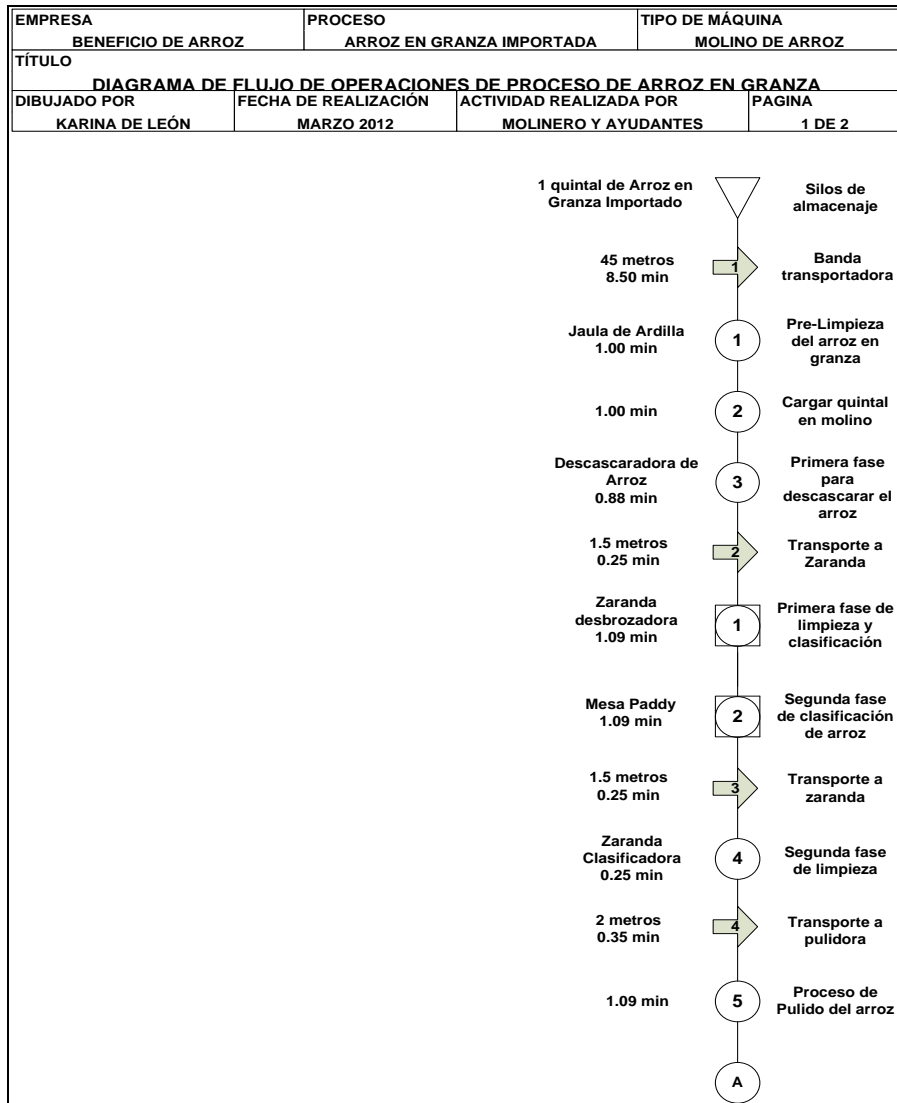 EMPRESA PROCESO TIPO DE MÁQUINA
BENEFICIO DE ARROZ ARROZ EN GRANZA IMPORTADA MOLINO DE ARROZ
TÍTULO
DIAGRAMA DE FLUJO DE OPERACIONES DE PROCESO DE ARROZ EN GRANZA
DIBUJADO POR FECHA DE REALIZACIÓN ACTIVIDAD REALIZADA POR PAGINA
KARINA DE LEÓN MARZO 2012 MOLINERO Y AYUDANTES 1 DE 2
1 quintal de Arroz en
Granza Importado
Silos de
almacenaje
45 metros
8.50 min
1
Banda
transportadora
Jaula de Ardilla
1.00 min
1
Pre-Limpieza
del arroz en
granza
1.00 min
2
Cargar quintal
en molino
Descascaradora de
Arroz
0.88 min
3
Primera fase
para
descascarar el
arroz
1.5 metros
0.25 min
2
Transporte a
Zaranda
Zaranda
desbrozadora
1.09 min
1
Primera fase de
limpieza y
clasificación
Mesa Paddy
1.09 min
2
Segunda fase
de clasificación
de arroz
1.5 metros
0.25 min
3
Transporte a
zaranda
Zaranda
Clasificadora
0.25 min
4
Segunda fase
de limpieza
2 metros
0.35 min
4
Transporte a
pulidora
1.09 min
5
Proceso de
Pulido del arroz
A